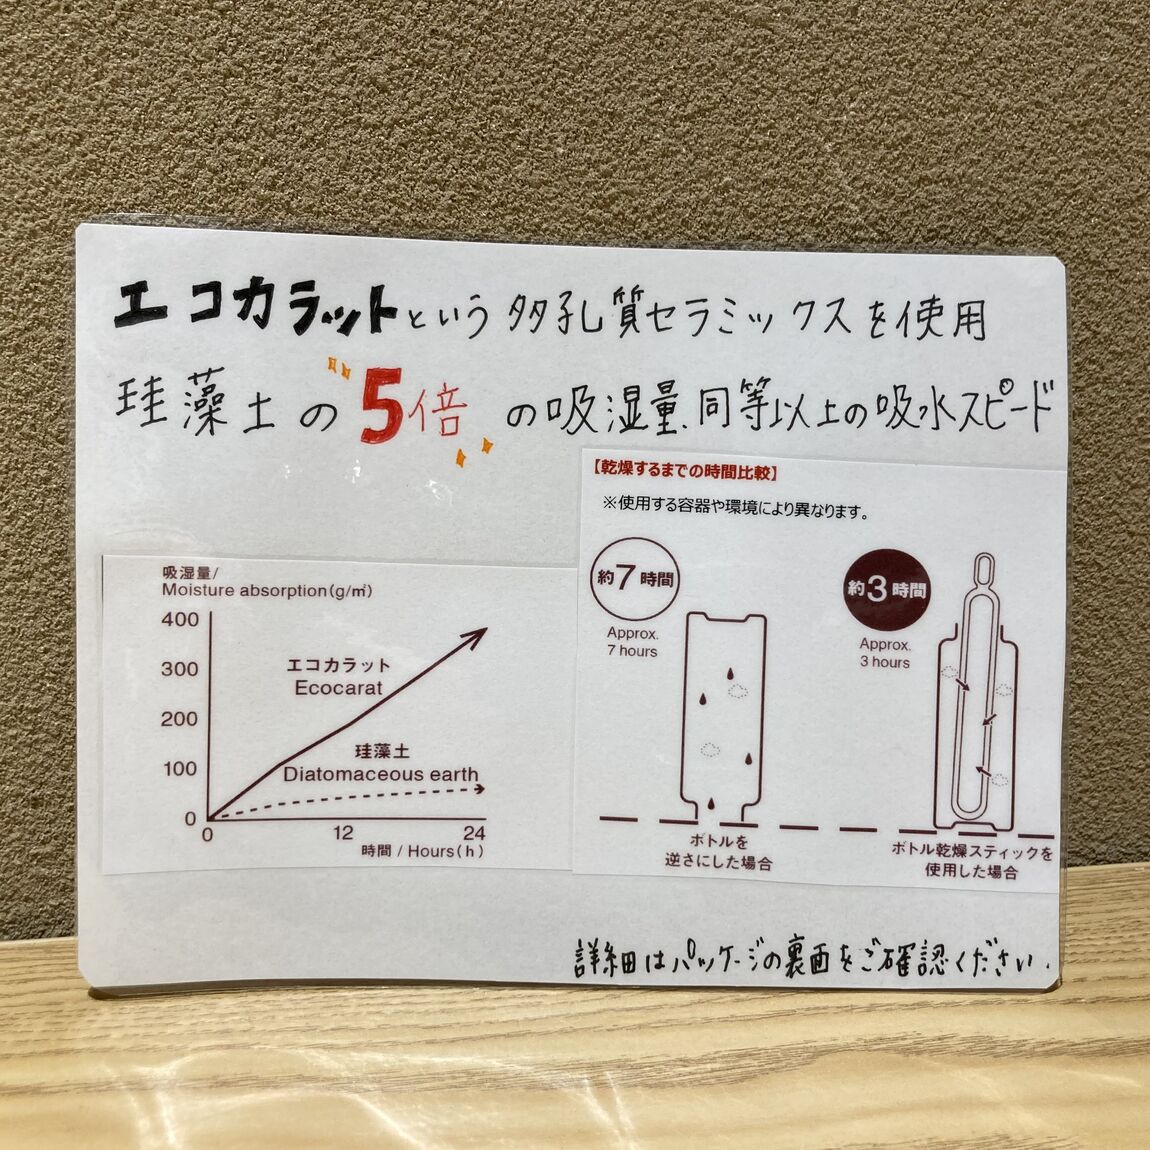 エコカラットという多孔質セラミックスを使用
珪藻土の5倍の吸湿量、同等以上の吸水スピード
【乾燥するまでの時間比較】
※使用する容器や環境により異なります。
吸湿量/
Moisture absorption(g/㎡)
400
300
200
100
0
エコカラット
Ecocarat
珪藻土
Diatomaceous earth
0 12 24
時間 / Hours(h)
約7時間
Approx.
7 hours
ボトルを
逆さにした場合
約3時間
Approx.
3 hours
ボトル乾燥スティックを
使用した場合
詳細はパッケージの裏面をご確認ください.